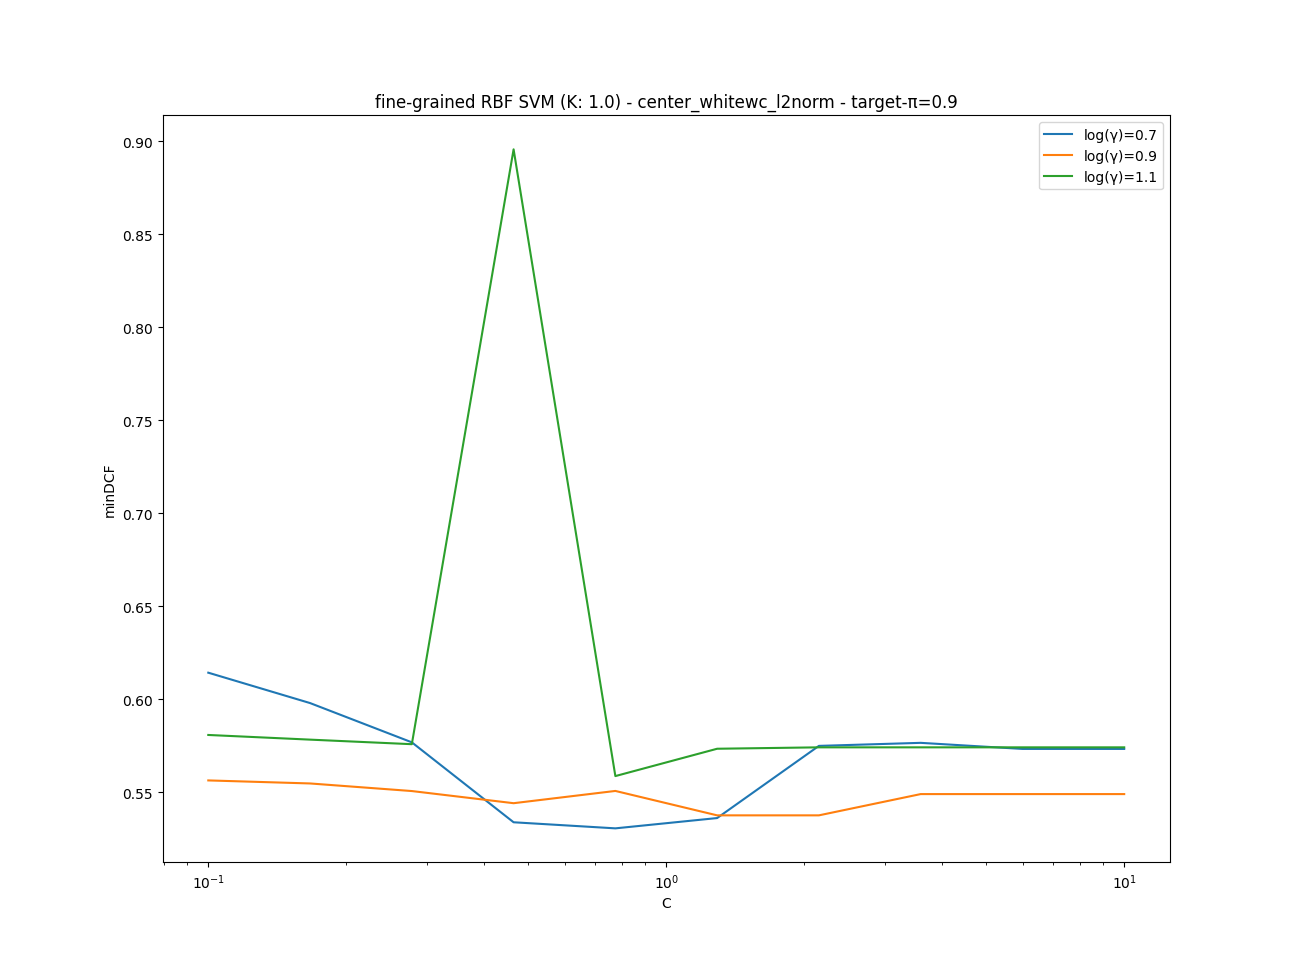 fine-grained RBF SVM (K: 1.0) - center_whitewc_l2norm - target-π=0.9
log(γ)=0.7
log(γ)=0.9
log(γ)=1.1
0.90
0.85
0.80
0.75
0.70
0.65
0.60
0.55
minDCF
10⁻¹
10⁰
10¹
C